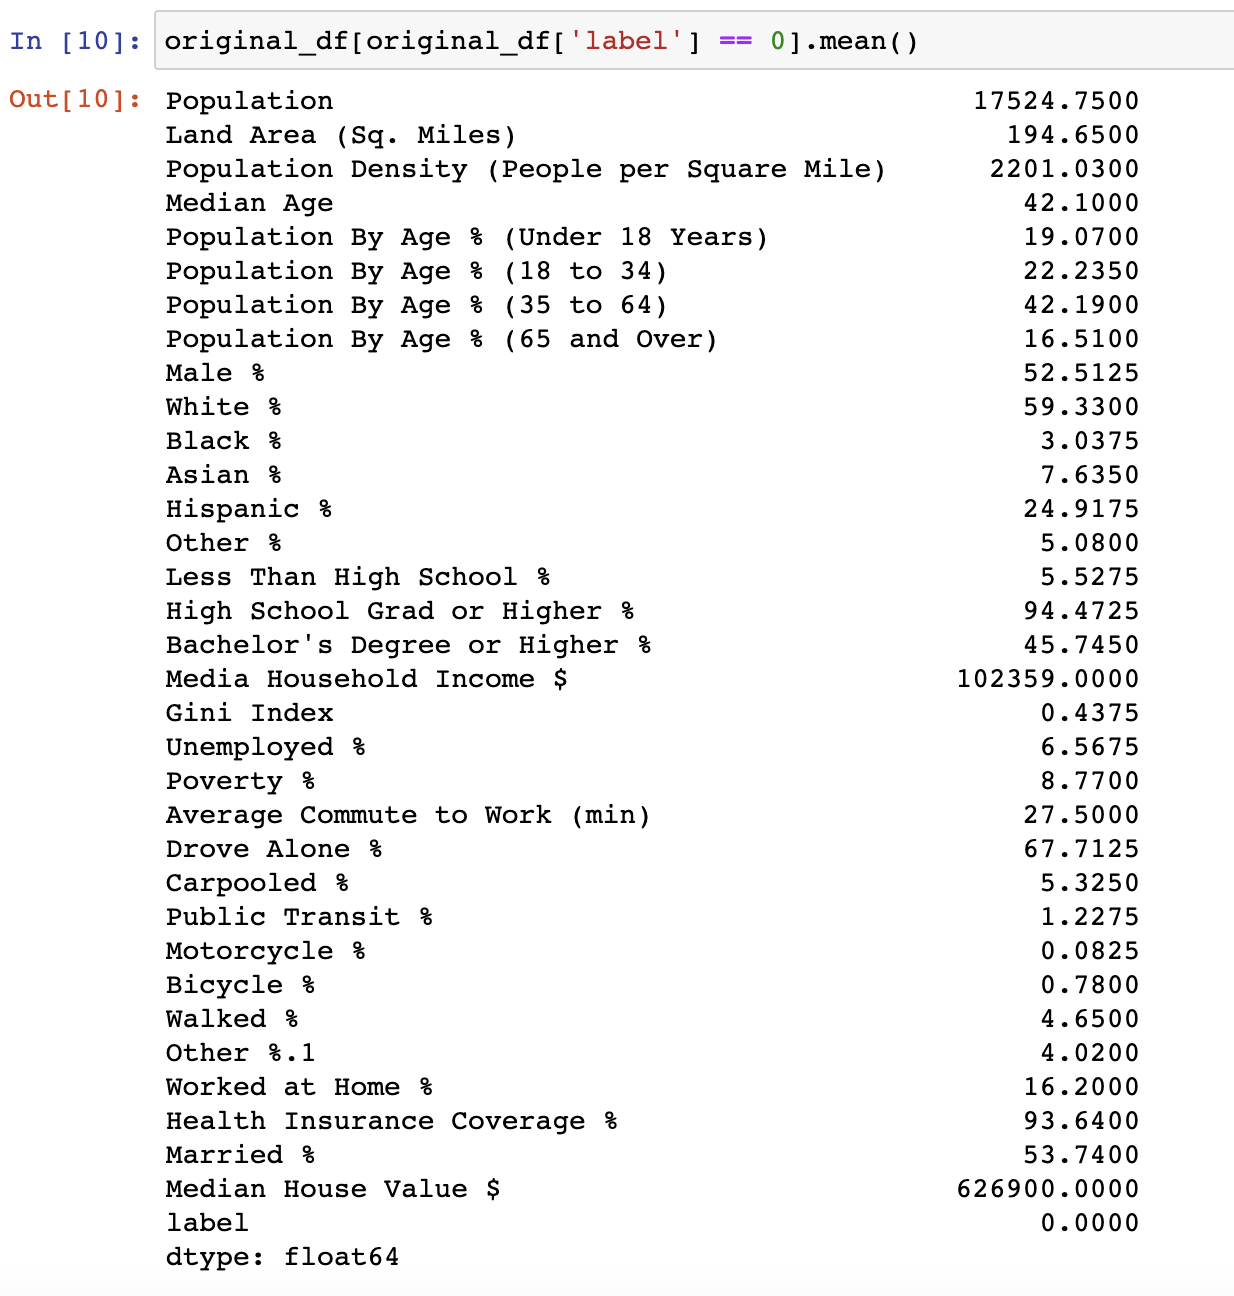 In [10]: original_df[original_df['label'] == 0].mean()
Out[10]: Population 17524.7500
Land Area (Sq. Miles) 194.6500
Population Density (People per Square Mile) 2201.0300
Median Age 42.1000
Population By Age % (Under 18 Years) 19.0700
Population By Age % (18 to 34) 22.2350
Population By Age % (35 to 64) 42.1900
Population By Age % (65 and Over) 16.5100
Male % 52.5125
White % 59.3300
Black % 3.0375
Asian % 7.6350
Hispanic % 24.9175
Other % 5.0800
Less Than High School % 5.5275
High School Grad or Higher % 94.4725
Bachelor's Degree or Higher % 45.7450
Media Household Income $ 102359.0000
Gini Index 0.4375
Unemployed % 6.5675
Poverty % 8.7700
Average Commute to Work (min) 27.5000
Drove Alone % 67.7125
Carpooled % 5.3250
Public Transit % 1.2275
Motorcycle % 0.0825
Bicycle % 0.7800
Walked % 4.6500
Other %.1 4.0200
Worked at Home % 16.2000
Health Insurance Coverage % 93.6400
Married % 53.7400
Median House Value $ 626900.0000
label 0.0000
dtype: float64